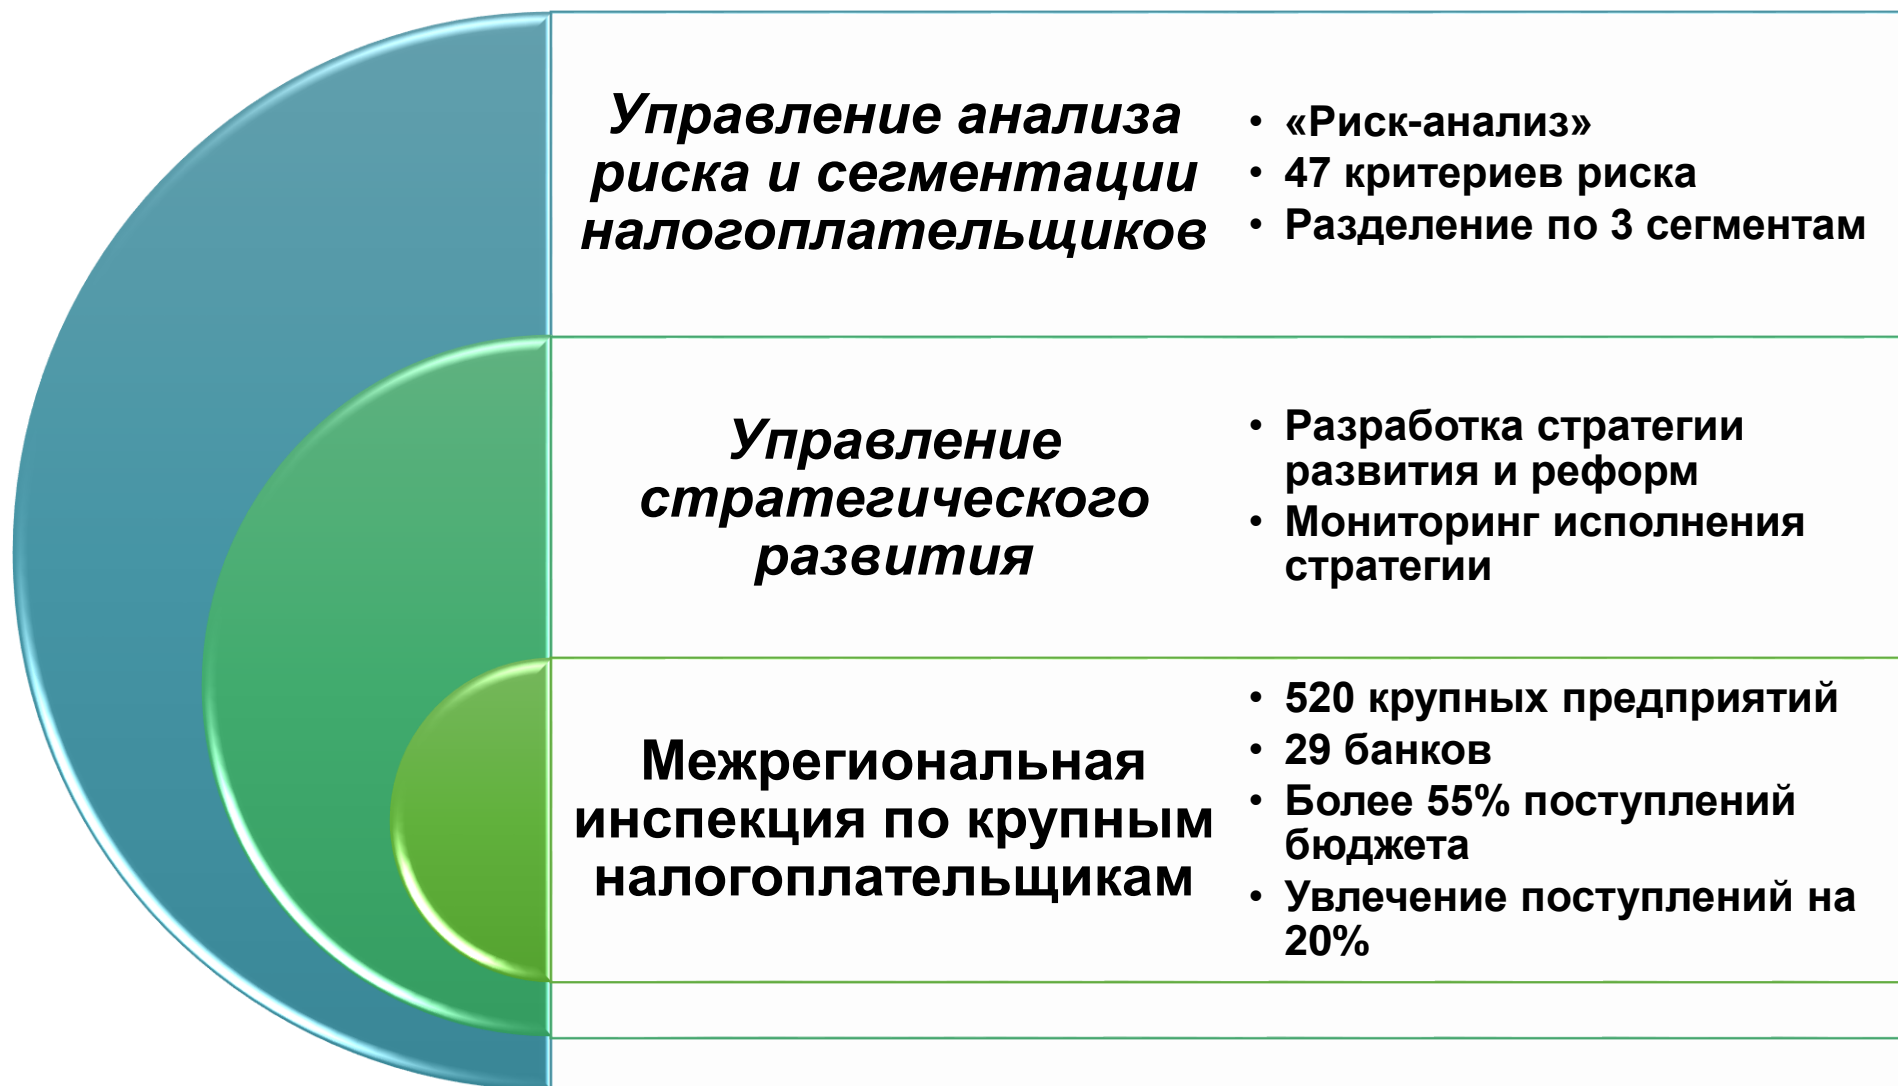 Управление анализа
риска и сегментации
налогоплательщиков
• «Риск-анализ»
• 47 критериев риска
• Разделение по 3 сегментам
Управление
стратегического
развития
• Разработка стратегии
развития и реформ
• Мониторинг исполнения
стратегии
Межрегиональная
инспекция по крупным
налогоплательщикам
• 520 крупных предприятий
• 29 банков
• Более 55% поступлений
бюджета
• Увлечение поступлений на
20%